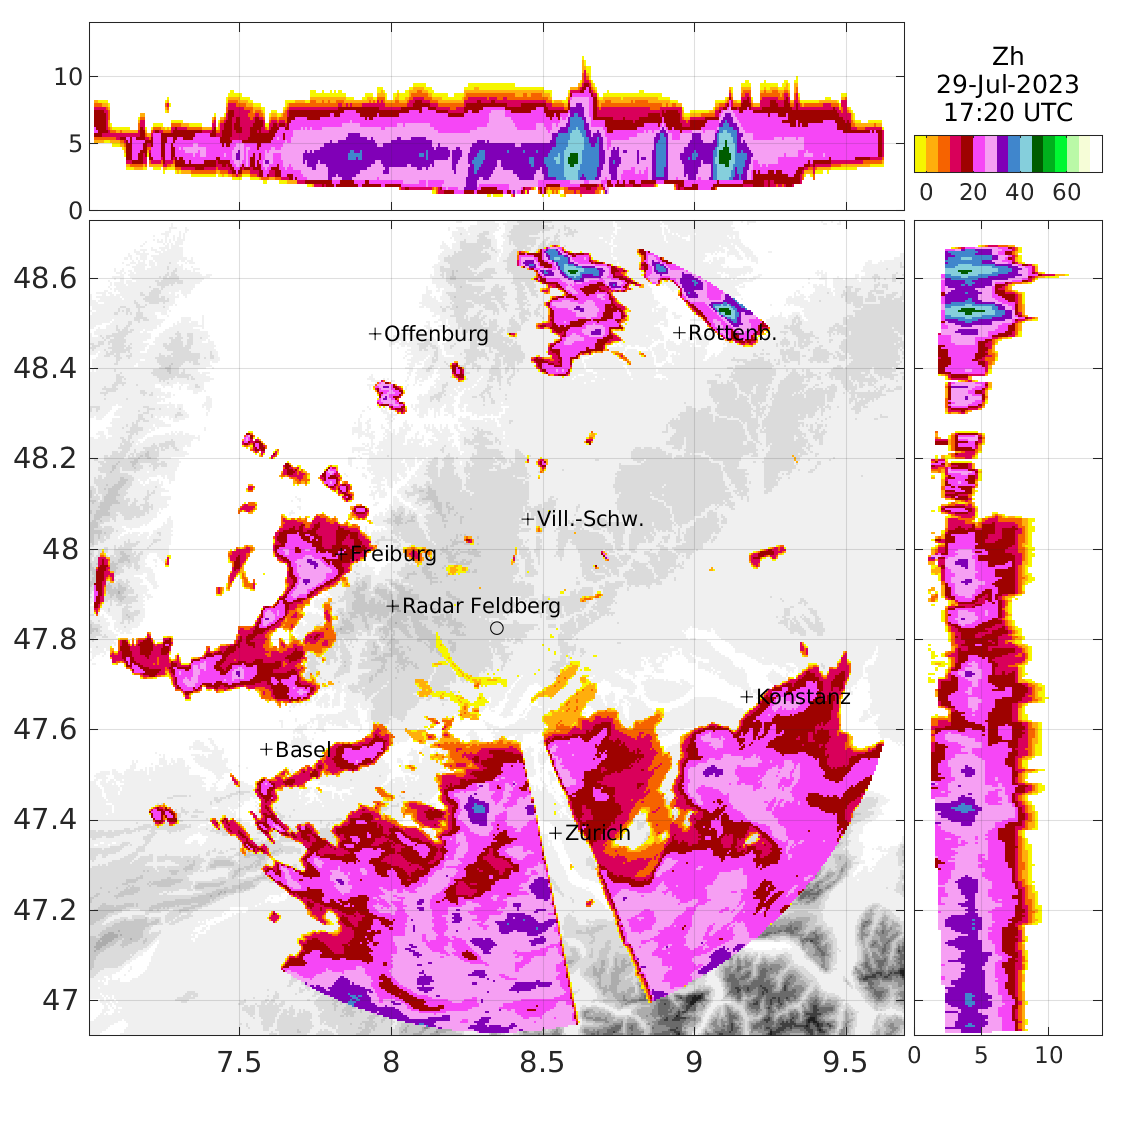 Zh
29-Jul-2023
17:20 UTC
0 20 40 60
10
5
0
48.6
48.4
48.2
48
47.8
47.6
47.4
47.2
47
+Offenburg
+Rottenb.
+Vill.-Schw.
+Freiburg
+Radar Feldberg
+Konstanz
+Basel
+Zürich
7.5 8 8.5 9 9.5
0 5 10